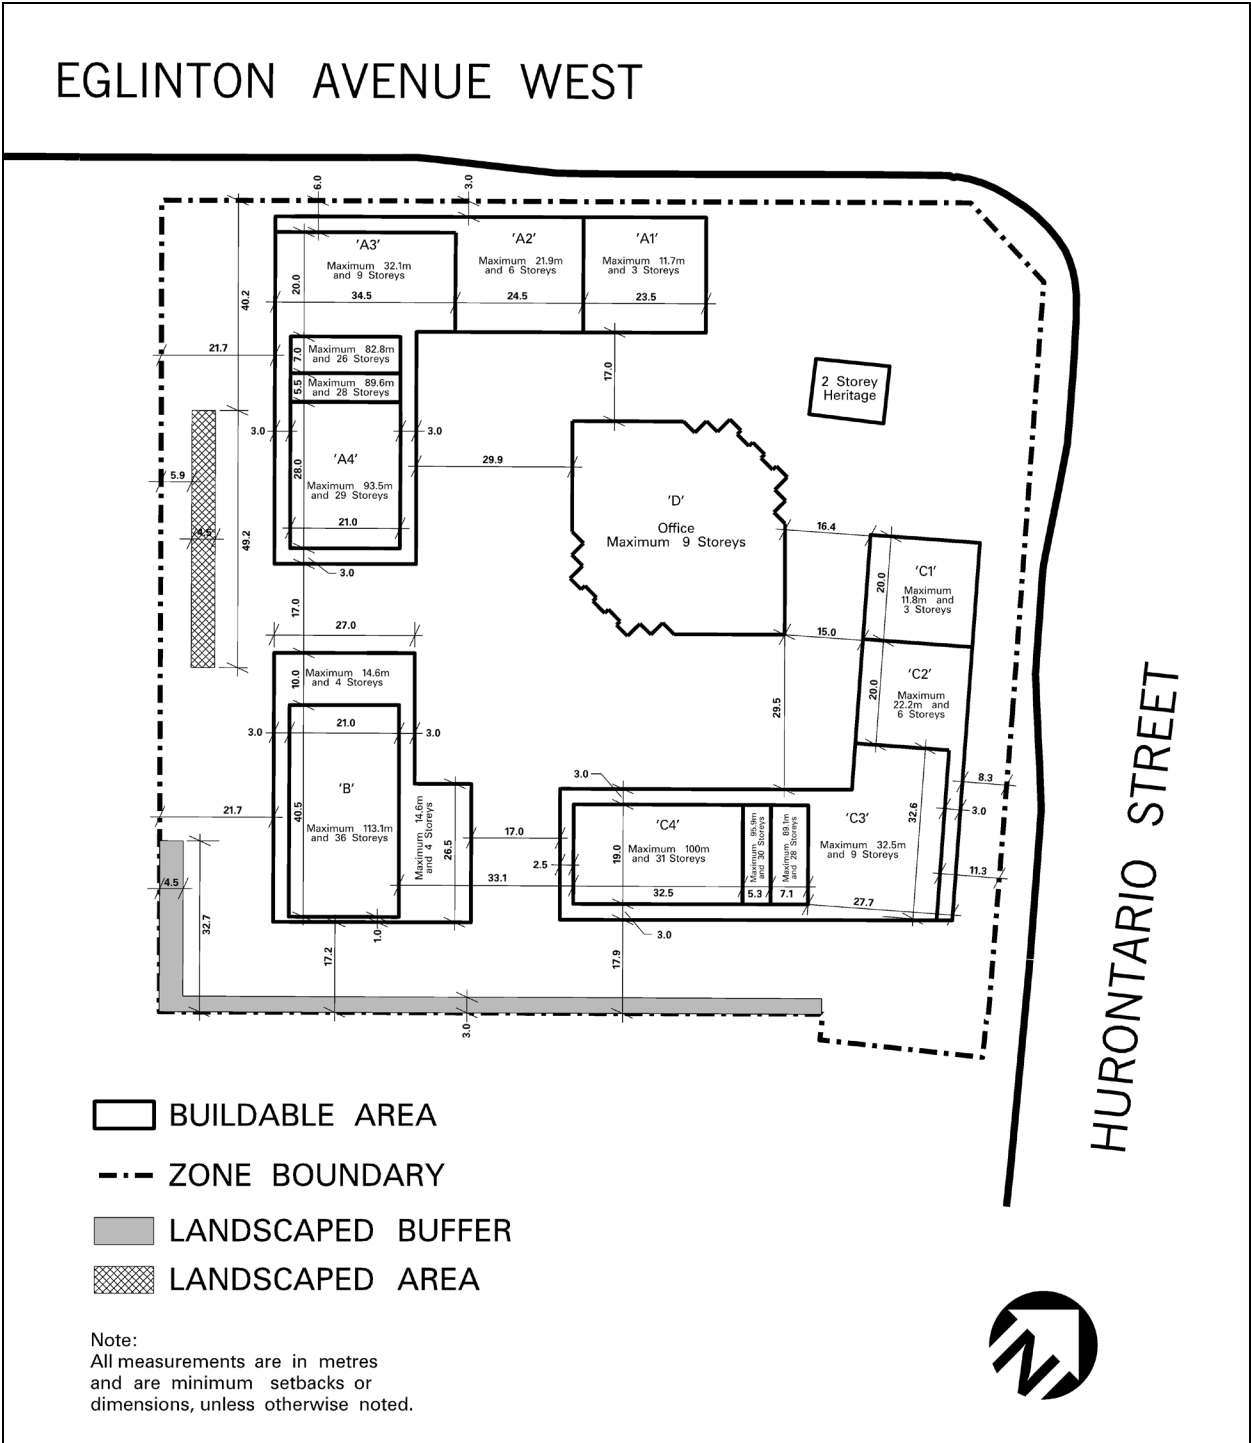 EGLINTON AVENUE WEST
6.0
3.0
'A3'
Maximum 32.1m
and 9 Storeys
'A2'
Maximum 21.9m
and 6 Storeys
'A1'
Maximum 11.7m
and 3 Storeys
20.0
40.2
34.5
24.5
23.5
21.7
7.0
Maximum 82.8m
and 26 Storeys
5.5
Maximum 89.6m
and 28 Storeys
17.0
2 Storey
Heritage
3.0
3.0
'A4'
Maximum 93.5m
and 29 Storeys
28.0
29.9
5.9
21.0
4.5
49.2
3.0
'D'
Office
Maximum 9 Storeys
16.4
'C1'
Maximum
11.8m and
3 Storeys
20.0
17.0
27.0
15.0
'C2'
Maximum
22.2m and
6 Storeys
20.0
10.0
Maximum 14.6m
and 4 Storeys
29.5
3.0
21.0
3.0
'B'
Maximum 113.1m
and 36 Storeys
40.5
Maximum 14.6m
and 4 Storeys
26.5
21.7
3.0
'C4'
Maximum 100m
and 31 Storeys
19.0
Maximum 95.9m
and 30 Storeys
Maximum 89.1m
and 28 Storeys
'C3'
Maximum 32.5m
and 9 Storeys
32.6
8.3
3.0
11.3
17.0
2.5
33.1
32.5
5.3
7.1
27.7
4.5
32.7
17.2
1.0
3.0
17.9
3.0
HURONTARIO STREET
BUILDABLE AREA
ZONE BOUNDARY
LANDSCAPED BUFFER
LANDSCAPED AREA
Note:
All measurements are in metres
and are minimum setbacks or
dimensions, unless otherwise noted.
N